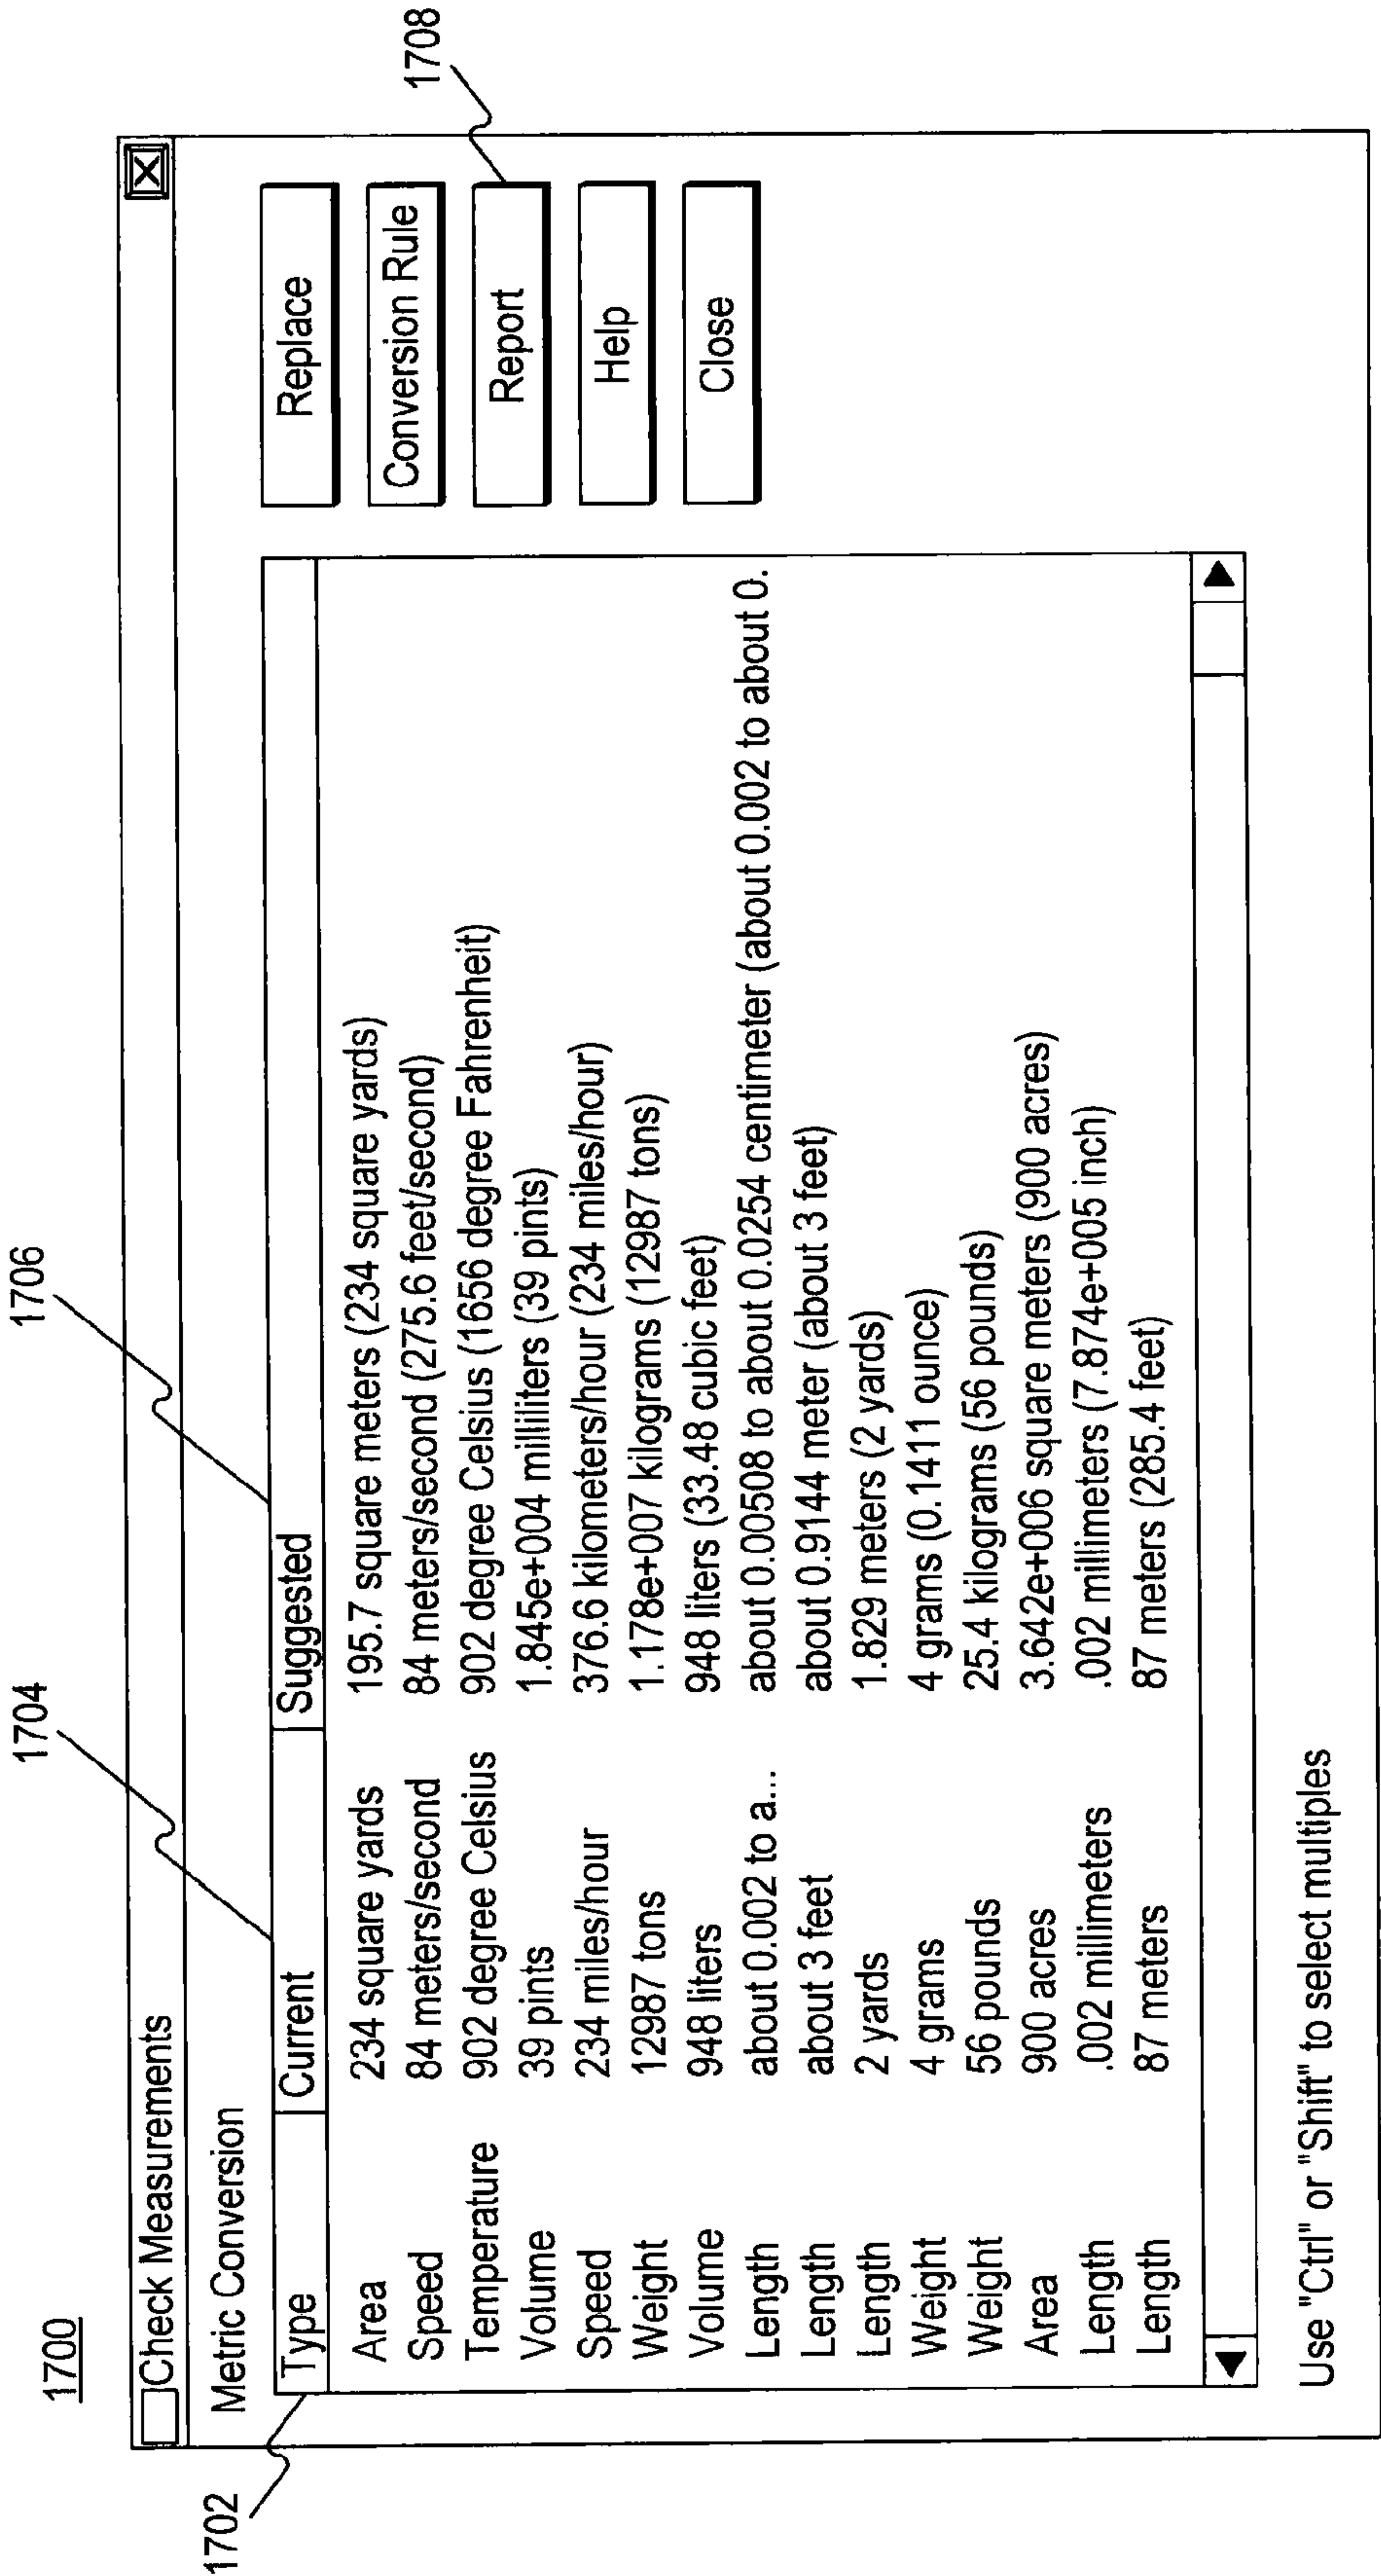 1700
1704
1706
Check Measurements
Metric Conversion
1702
Type Current Suggested
Area 234 square yards 195.7 square meters (234 square yards)
Speed 84 meters/second 84 meters/second (275.6 feet/second)
Temperature 902 degree Celsius 902 degree Celsius (1656 degree Fahrenheit)
Volume 39 pints 1.845e+004 milliliters (39 pints)
Speed 234 miles/hour 376.6 kilometers/hour (234 miles/hour)
Weight 12987 tons 1.178e+007 kilograms (12987 tons)
Volume 948 liters 948 liters (33.48 cubic feet)
Length about 0.002 to a... about 0.00508 to about 0.0254 centimeter (about 0.002 to about 0.
Length about 3 feet about 0.9144 meter (about 3 feet)
Length 2 yards 1.829 meters (2 yards)
Weight 4 grams 4 grams (0.1411 ounce)
Weight 56 pounds 25.4 kilograms (56 pounds)
Area 900 acres 3.642e+006 square meters (900 acres)
Length .002 millimeters .002 millimeters (7.874e+005 inch)
Length 87 meters 87 meters (285.4 feet)
Replace
Conversion Rule
Report
1708
Help
Close
Use "Ctrl" or "Shift" to select multiples